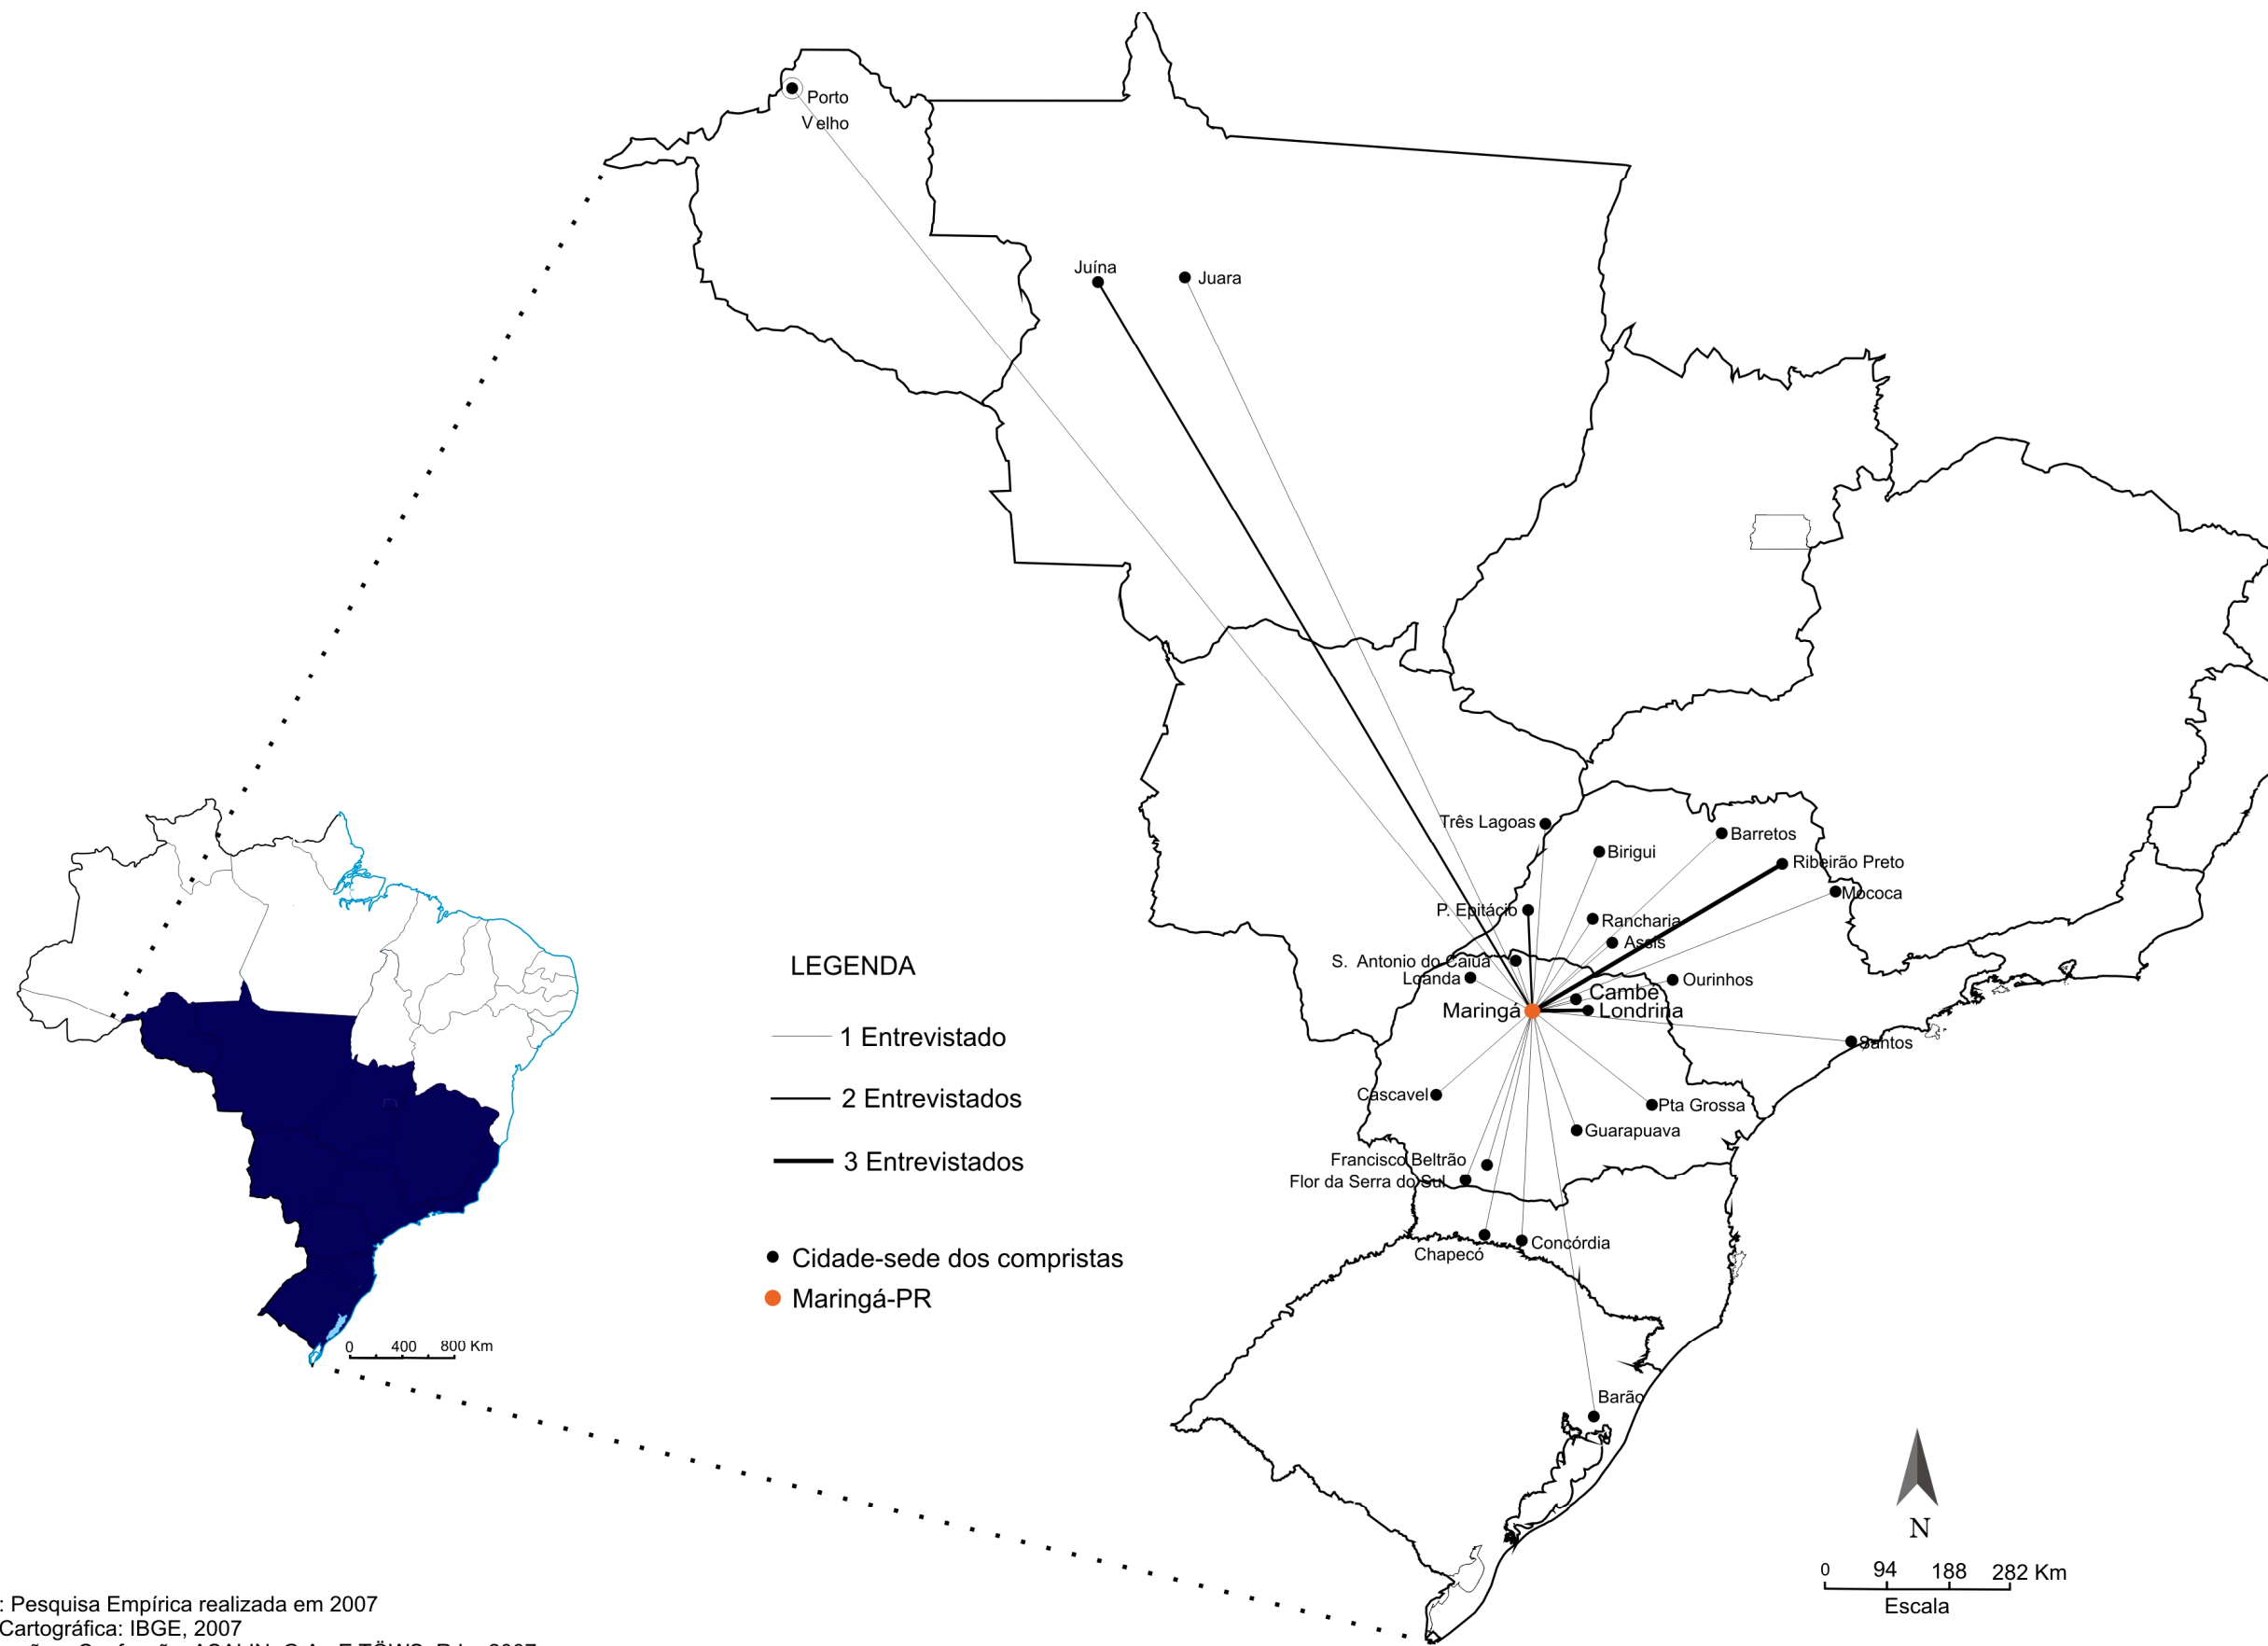 Porto
Velho
Juína
Juara
Três Lagoas
Barretos
Birigui
Ribeirão Preto
Mococa
P. Epitácio
Rancharia
Assis
S. Antonio do Caiuá
Loanda
Ourinhos
Cambé
Maringá
Londrina
Santos
Cascavel
Pta Grossa
Guarapuava
Francisco Beltrão
Flor da Serra do Sul
Chapecó
Concórdia
Barão
LEGENDA
1 Entrevistado
2 Entrevistados
3 Entrevistados
Cidade-sede dos compristas
Maringá-PR
0 400 800 Km
N
0 94 188 282 Km
Escala
: Pesquisa Empírica realizada em 2007
Cartográfica: IBGE, 2007